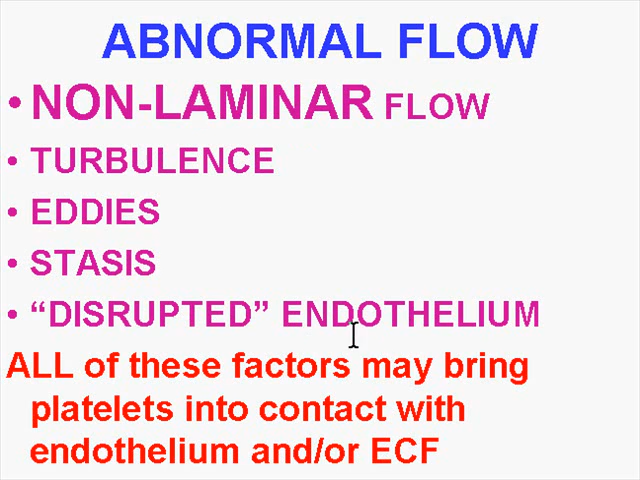 ABNORMAL FLOW
• NON-LAMINAR FLOW
• TURBULENCE
• EDDIES
• STASIS
• “DISRUPTED” ENDOTHELIUM
ALL of these factors may bring
platelets into contact with
endothelium and/or ECF